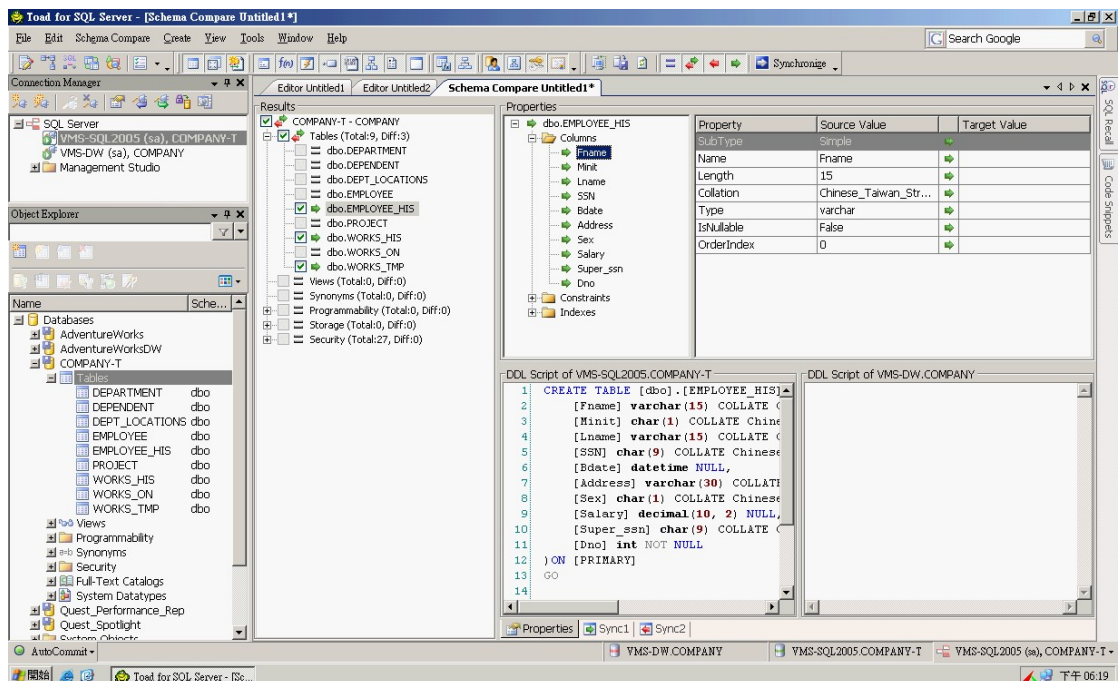 Toad for SQL Server - [Schema Compare Untitled1*]
File Edit Schema Compare Create View Tools Window Help
Search Google
Synchronize
Connection Manager
SQL Server
VMS-SQL2005 (sa), COMPANY-T
VMS-DW (sa), COMPANY
Management Studio
Object Explorer
Name Sche...
Databases
AdventureWorks
AdventureWorksDW
COMPANY-T
Tables
DEPARTMENT dbo
DEPENDENT dbo
DEPT_LOCATIONS dbo
EMPLOYEE dbo
EMPLOYEE_HIS dbo
PROJECT dbo
WORKS_HIS dbo
WORKS_ON dbo
WORKS_TMP dbo
Views
Programmability
Synonyms
Security
Full-Text Catalogs
System Datatypes
Quest_Performance_Rep
Quest_Spotlight
System Objects
Editor Untitled1 Editor Untitled2 Schema Compare Untitled1*
Results
COMPANY-T - COMPANY
Tables (Total:9, Diff:3)
dbo.DEPARTMENT
dbo.DEPENDENT
dbo.DEPT_LOCATIONS
dbo.EMPLOYEE
dbo.EMPLOYEE_HIS
dbo.PROJECT
dbo.WORKS_HIS
dbo.WORKS_ON
dbo.WORKS_TMP
Views (Total:0, Diff:0)
Synonyms (Total:0, Diff:0)
Programmability (Total:0, Diff:0)
Storage (Total:0, Diff:0)
Security (Total:27, Diff:0)
Properties
dbo.EMPLOYEE_HIS
Columns
Fname
Minit
Lname
SSN
Bdate
Address
Sex
Salary
Super_ssn
Dno
Constraints
Indexes
Property Source Value Target Value
SubType Simple
Name Fname
Length 15
Collation Chinese_Taiwan_Str...
Type varchar
IsNullable False
OrderIndex 0
DDL Script of VMS-SQL2005.COMPANY-T
1 CREATE TABLE [dbo].[EMPLOYEE_HIS]
2 [Fname] varchar(15) COLLATE C
3 [Minit] char(1) COLLATE Chine
4 [Lname] varchar(15) COLLATE C
5 [SSN] char(9) COLLATE Chinese
6 [Bdate] datetime NULL,
7 [Address] varchar(30) COLLATE
8 [Sex] char(1) COLLATE Chinese
9 [Salary] decimal(10, 2) NULL,
10 [Super_ssn] char(9) COLLATE C
11 [Dno] int NOT NULL
12 )ON [PRIMARY]
13 GO
14
DDL Script of VMS-DW.COMPANY
Properties Sync1 Sync2
SQL Recall
Code Snippets
AutoCommit VMS-DW.COMPANY VMS-SQL2005.COMPANY-T VMS-SQL2005 (sa), COMPANY-T
開始 Toad for SQL Server - [Sc... 下午 06:19